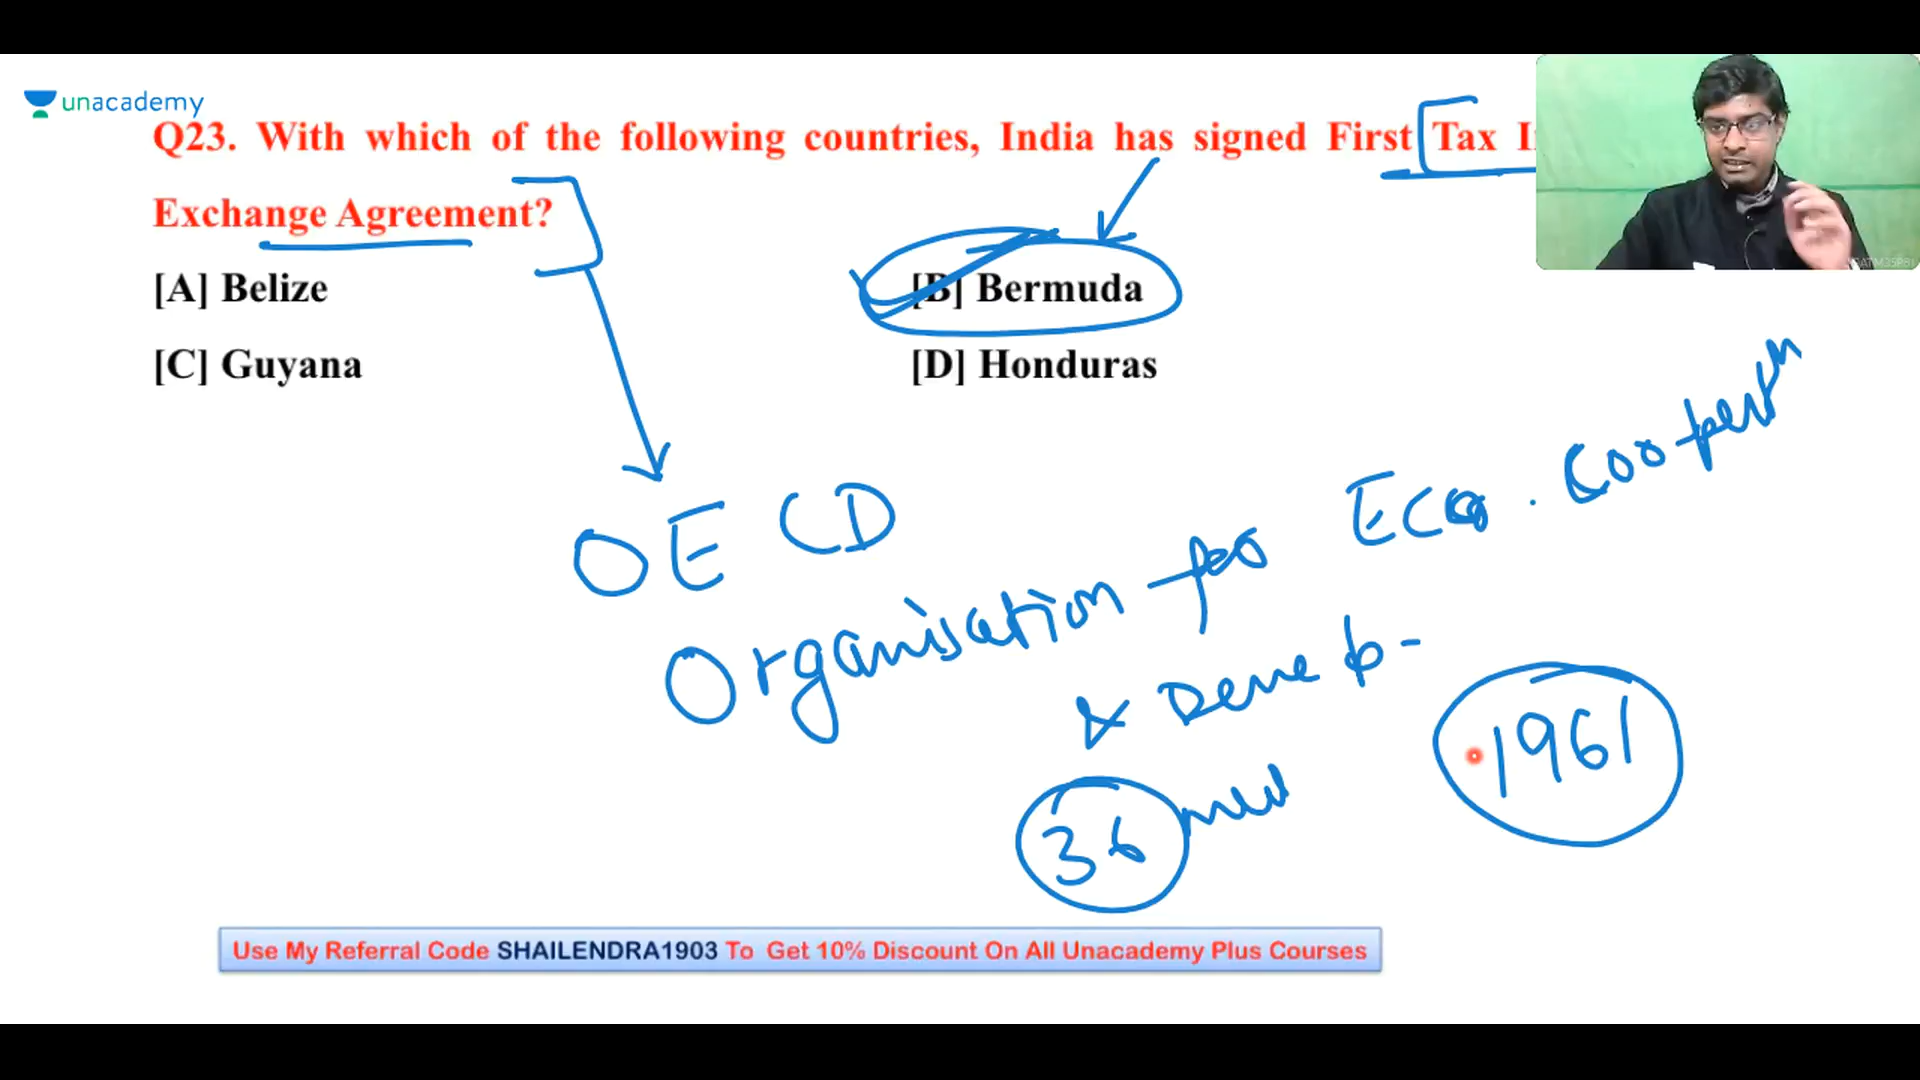 unacademy
Q23. With which of the following countries, India has signed First Tax I
Exchange Agreement?
[A] Belize [B] Bermuda
[C] Guyana [D] Honduras
OECD
Organisation for Eco. Cooperth
& Deve
36
1961
Use My Referral Code SHAILENDRA1903 To Get 10% Discount On All Unacademy Plus Courses